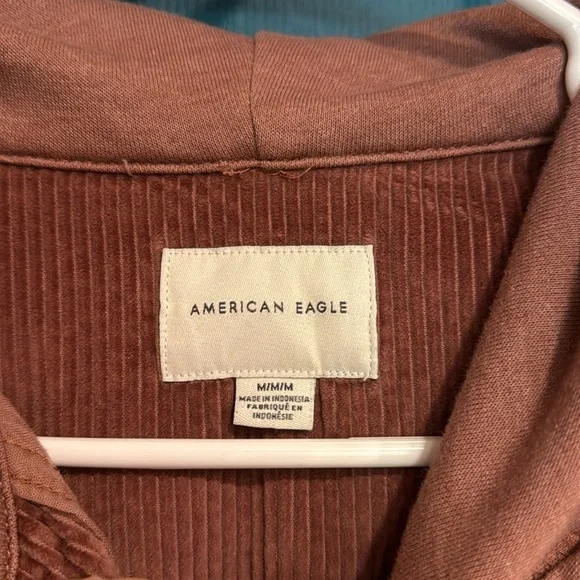 AMERICAN EAGLE
M/M/M
MADE IN INDONESIA
FABRIQUÉ EN
INDONÉSIE